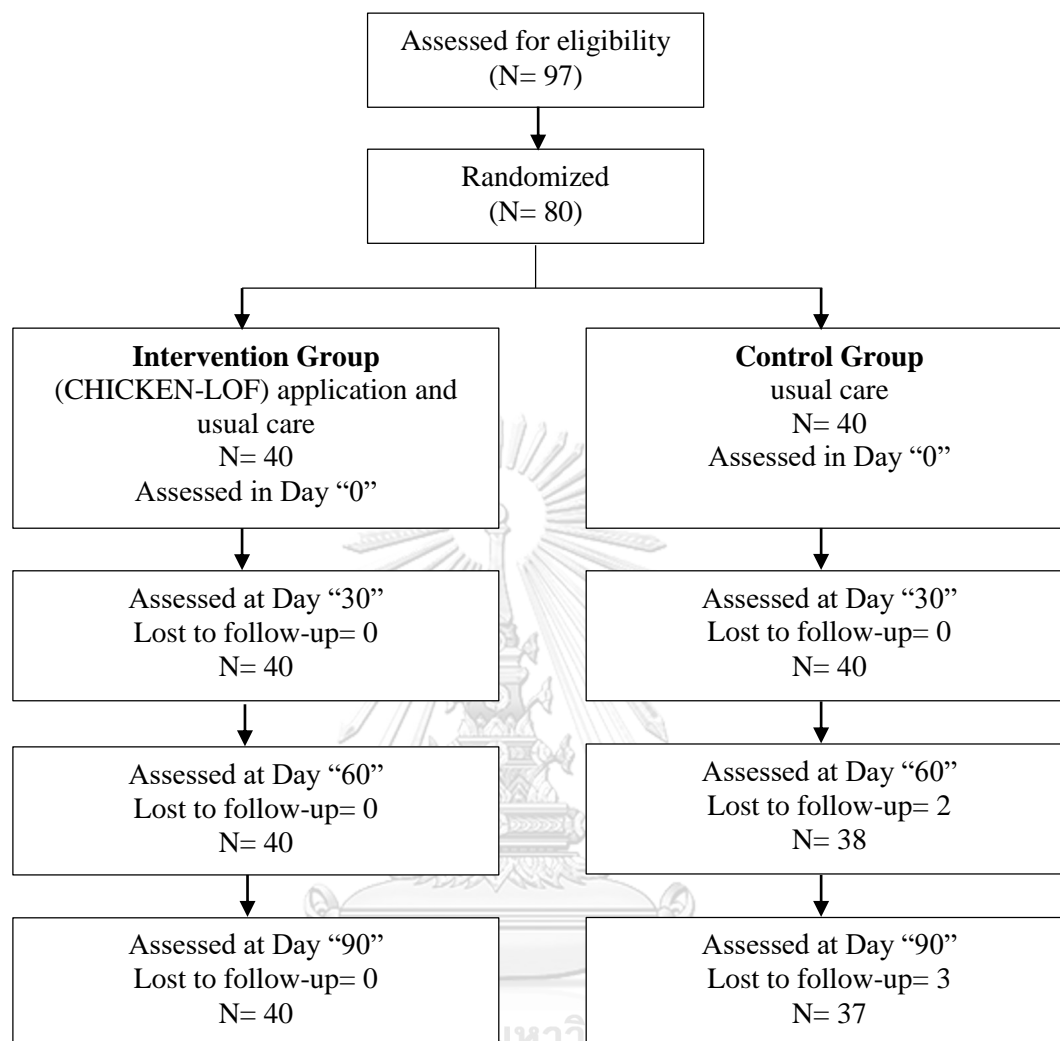 Assessed for eligibility
(N= 97)
Randomized
(N= 80)
Intervention Group
(CHICKEN-LOF) application and
usual care
N= 40
Assessed in Day “0”
Control Group
usual care
N= 40
Assessed in Day “0”
Assessed at Day “30”
Lost to follow-up= 0
N= 40
Assessed at Day “30”
Lost to follow-up= 0
N= 40
Assessed at Day “60”
Lost to follow-up= 0
N= 40
Assessed at Day “60”
Lost to follow-up= 2
N= 38
Assessed at Day “90”
Lost to follow-up= 0
N= 40
Assessed at Day “90”
Lost to follow-up= 3
N= 37